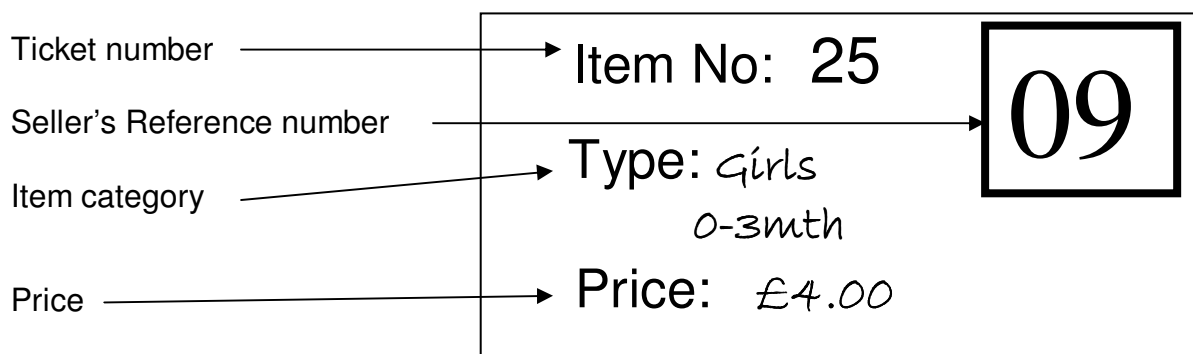 Ticket number
Item No: 25
09
Seller's Reference number
Type: Girls
0-3mth
Item category
Price
Price: £4.00